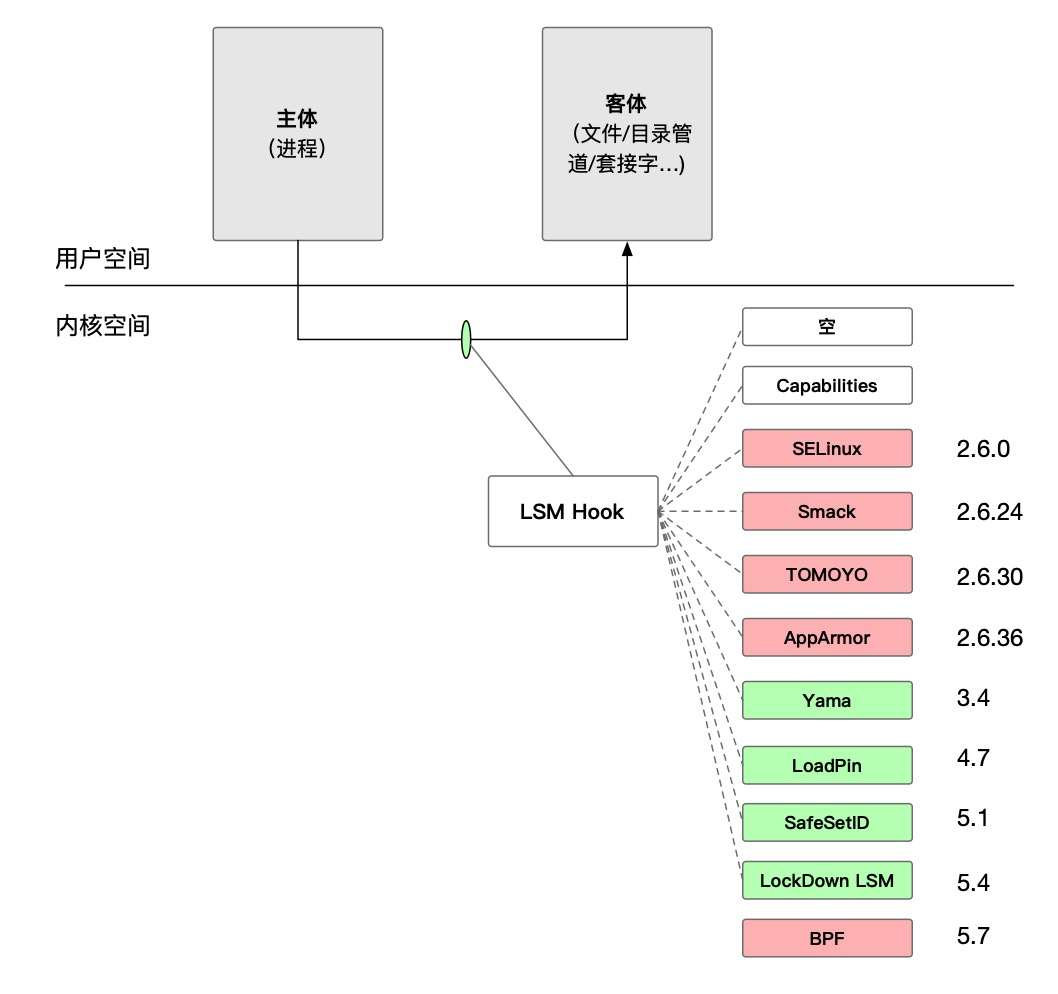 主体
（进程）
客体
（文件/目录管
道/套接字…)
用户空间
内核空间
空
Capabilities
SELinux 2.6.0
LSM Hook
Smack 2.6.24
TOMOYO 2.6.30
AppArmor 2.6.36
Yama 3.4
LoadPin 4.7
SafeSetID 5.1
LockDown LSM 5.4
BPF 5.7